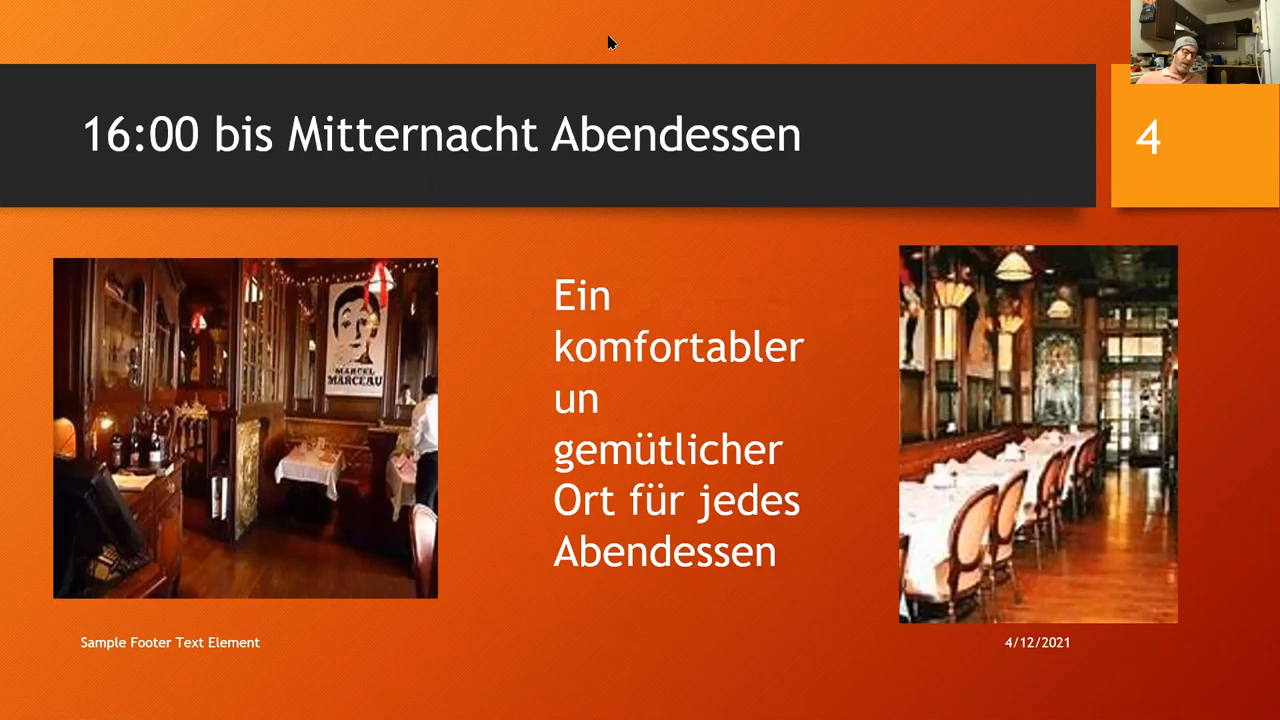 16:00 bis Mitternacht Abendessen
4
MARCEL
MARCEAU
Ein
komfortabler
un
gemütlicher
Ort für jedes
Abendessen
Sample Footer Text Element
4/12/2021